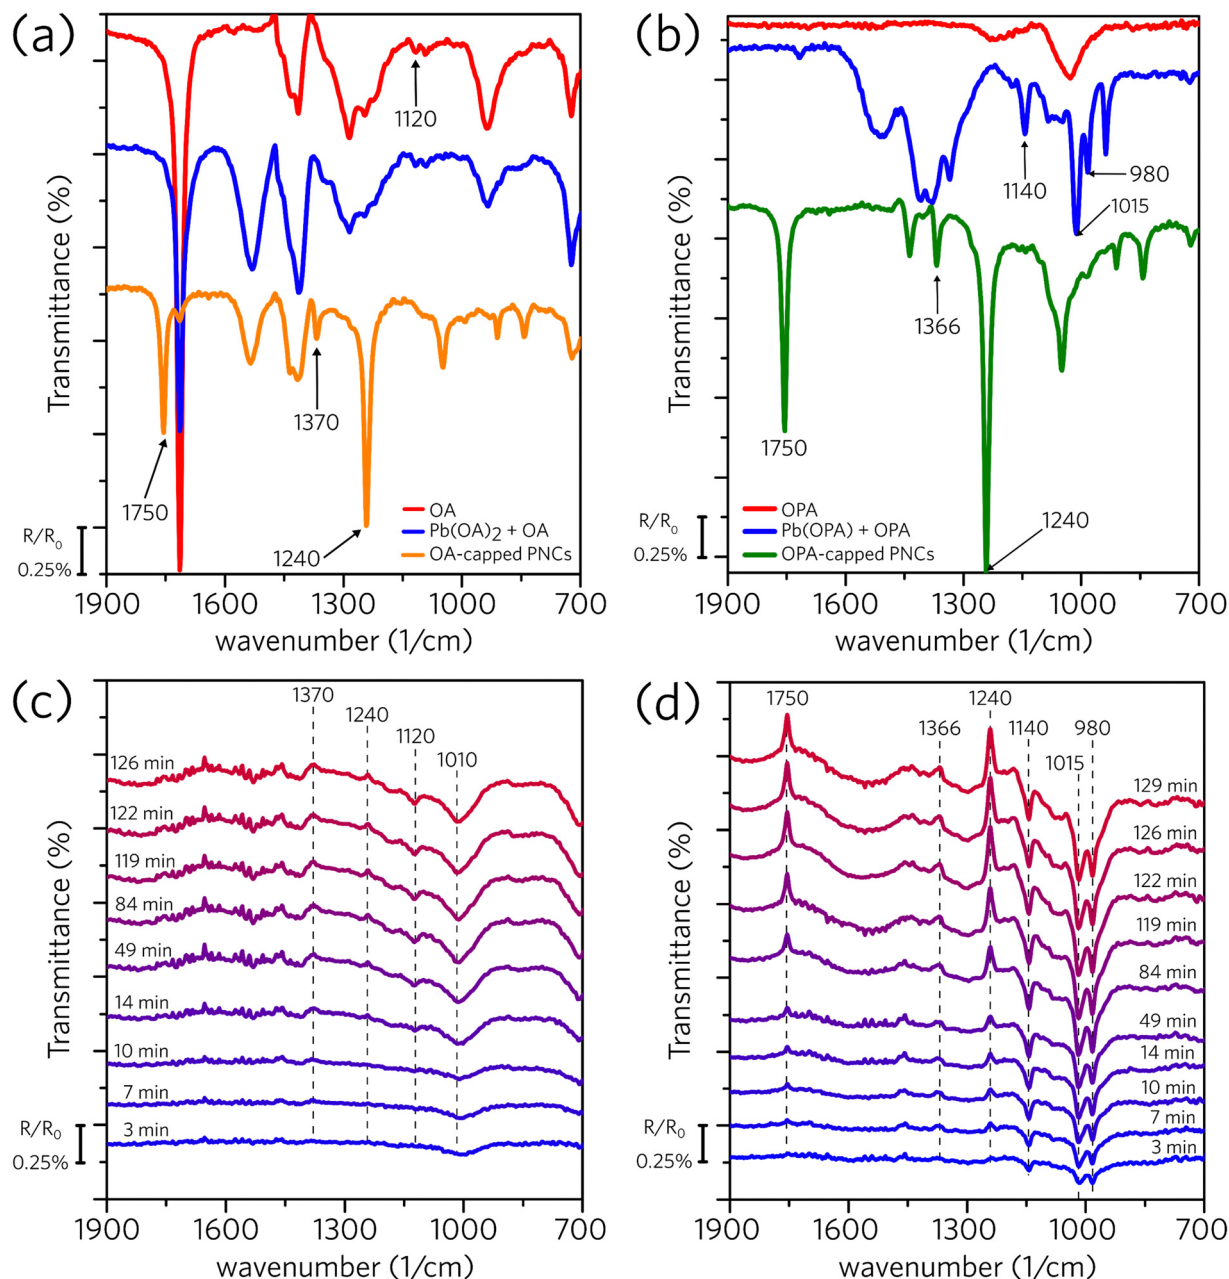 (a)
1120
1370
1750
1240
OA
Pb(OA)2 + OA
OA-capped PNCs
R/R0
0.25%
Transmittance (%)
1900 1600 1300 1000 700
wavenumber (1/cm)
(b)
1140
980
1015
1366
1750
1240
OPA
Pb(OPA) + OPA
OPA-capped PNCs
R/R0
0.25%
Transmittance (%)
1900 1600 1300 1000 700
wavenumber (1/cm)
(c)
1370
1240
1120
1010
126 min
122 min
119 min
84 min
49 min
14 min
10 min
7 min
3 min
R/R0
0.25%
Transmittance (%)
1900 1600 1300 1000 700
wavenumber (1/cm)
(d)
1750
1366
1240
1140
980
1015
129 min
126 min
122 min
119 min
84 min
49 min
14 min
10 min
7 min
3 min
R/R0
0.25%
Transmittance (%)
1900 1600 1300 1000 700
wavenumber (1/cm)